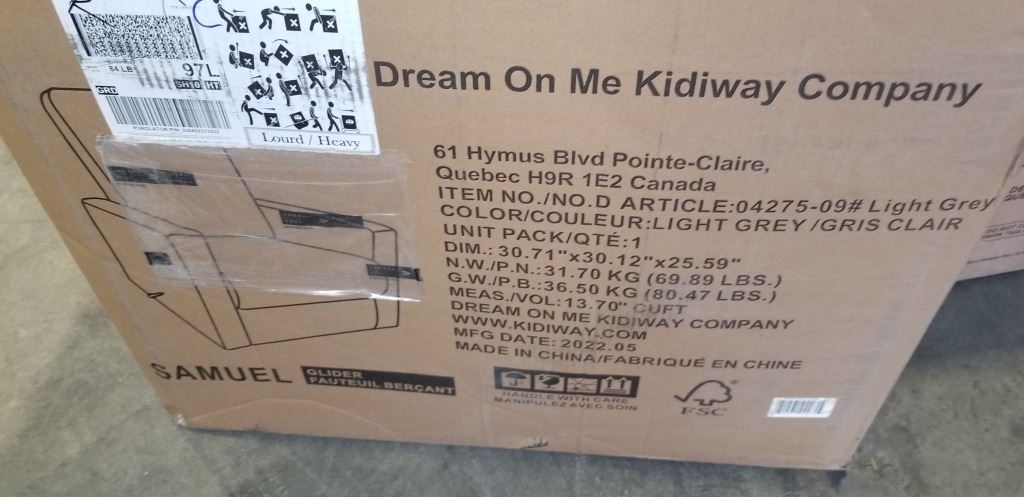 84 LB
97L
GRD
Lourd / Heavy
Dream On Me Kidiway Company
61 Hymus Blvd Pointe-Claire,
Quebec H9R 1E2 Canada
ITEM NO./NO.D ARTICLE:04275-09# Light Grey
COLOR/COULEUR:LIGHT GREY/GRIS CLAIR
UNIT PACK/QTÉ:1
DIM.: 30.71"x30.12"x25.59"
N.W./P.N.:31.70 KG (69.89 LBS.)
G.W./P.B.:36.50 KG (80.47 LBS.)
MEAS./VOL:13.70" CUFT
DREAM ON ME KIDIWAY COMPANY
WWW.KIDIWAY.COM
MFG DATE: 2022.05
MADE IN CHINA/FABRIQUÉ EN CHINE
SAMUEL
GLIDER
FAUTEUIL BERÇANT
HANDLE WITH CARE
MANIPULEZ AVEC SOIN
FSC